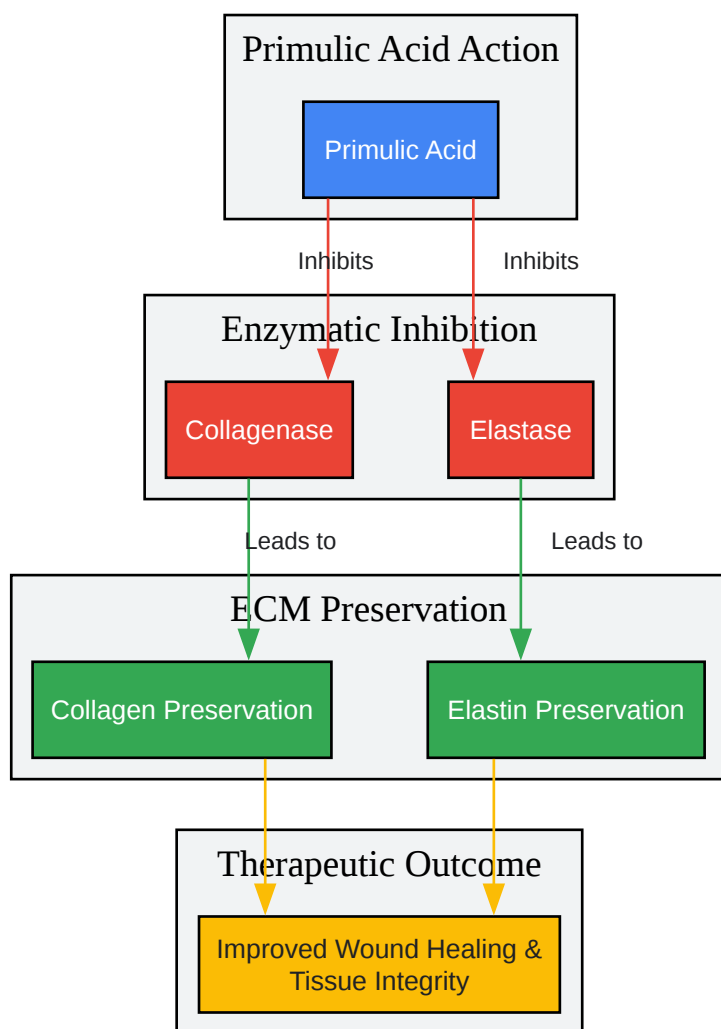 Primulic Acid Action
Primulic Acid
Inhibits
Inhibits
Enzymatic Inhibition
Collagenase
Elastase
Leads to
Leads to
ECM Preservation
Collagen Preservation
Elastin Preservation
Therapeutic Outcome
Improved Wound Healing &
Tissue Integrity